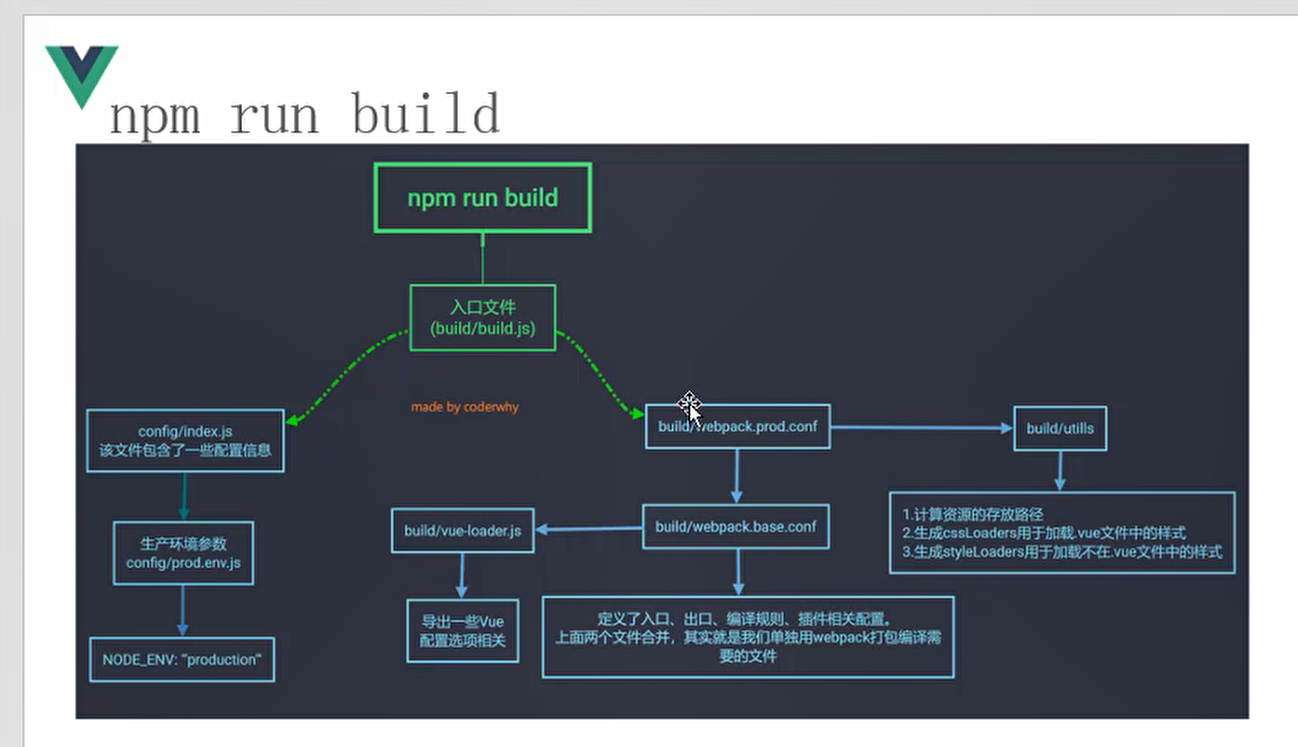 npm run build
npm run build
入口文件
(build/build.js)
made by coderwhy
config/index.js
该文件包含了一些配置信息
build/webpack.prod.conf
build/utills
生产环境参数
config/prod.env.js
build/vue-loader.js
build/webpack.base.conf
1.计算资源的存放路径
2.生成cssLoaders用于加载.vue文件中的样式
3.生成styleLoaders用于加载不在.vue文件中的样式
导出一些Vue
配置选项相关
定义了入口、出口、编译规则、插件相关配置。
上面两个文件合并，其实就是我们单独用webpack打包编译需
要的文件
NODE_ENV: "production"